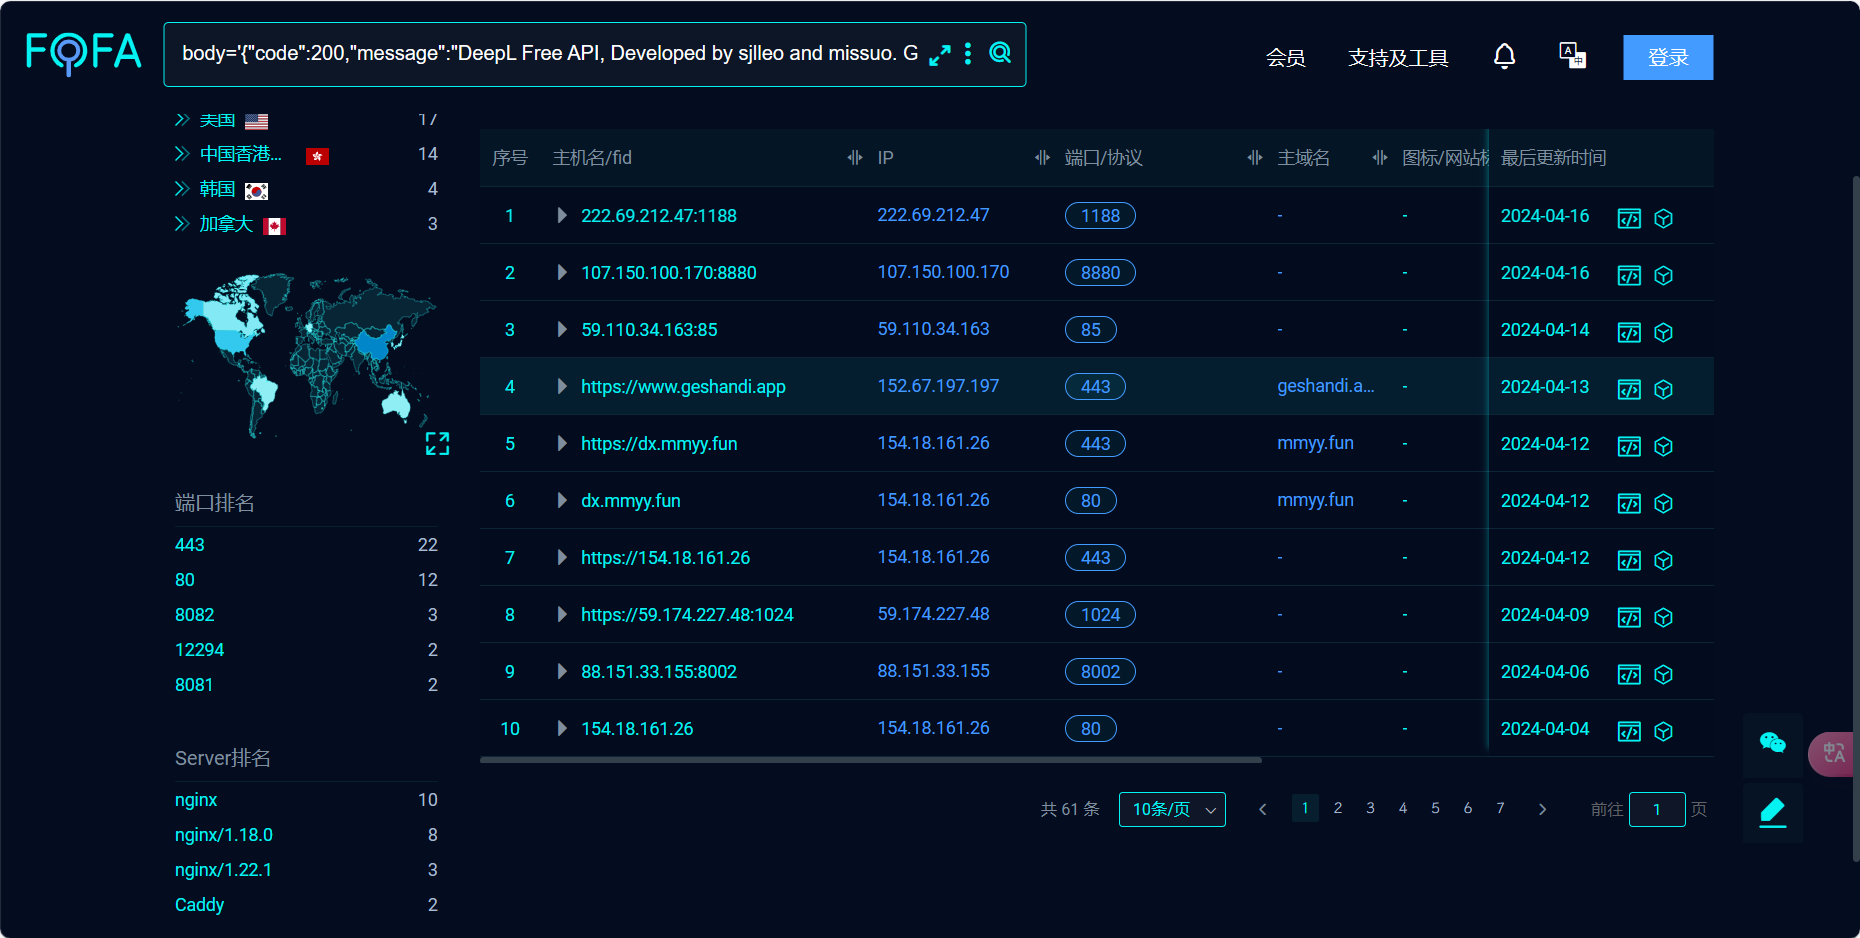 FOFA
body='{"code":200,"message":"DeepL Free API, Developed by sjlleo and missuo. G
会员
支持及工具
登录
美国 17
中国香港... 14
韩国 4
加拿大 3
端口排名
443 22
80 12
8082 3
12294 2
8081 2
Server排名
nginx 10
nginx/1.18.0 8
nginx/1.22.1 3
Caddy 2
序号 主机名/fid IP 端口/协议 主域名 图标/网站标 最后更新时间
1 222.69.212.47:1188 222.69.212.47 1188 - - 2024-04-16
2 107.150.100.170:8880 107.150.100.170 8880 - - 2024-04-16
3 59.110.34.163:85 59.110.34.163 85 - - 2024-04-14
4 https://www.geshandi.app 152.67.197.197 443 geshandi.a... - 2024-04-13
5 https://dx.mmyy.fun 154.18.161.26 443 mmyy.fun - 2024-04-12
6 dx.mmyy.fun 154.18.161.26 80 mmyy.fun - 2024-04-12
7 https://154.18.161.26 154.18.161.26 443 - - 2024-04-12
8 https://59.174.227.48:1024 59.174.227.48 1024 - - 2024-04-09
9 88.151.33.155:8002 88.151.33.155 8002 - - 2024-04-06
10 154.18.161.26 154.18.161.26 80 - - 2024-04-04
共 61 条 10条/页 1 2 3 4 5 6 7 前往 1 页